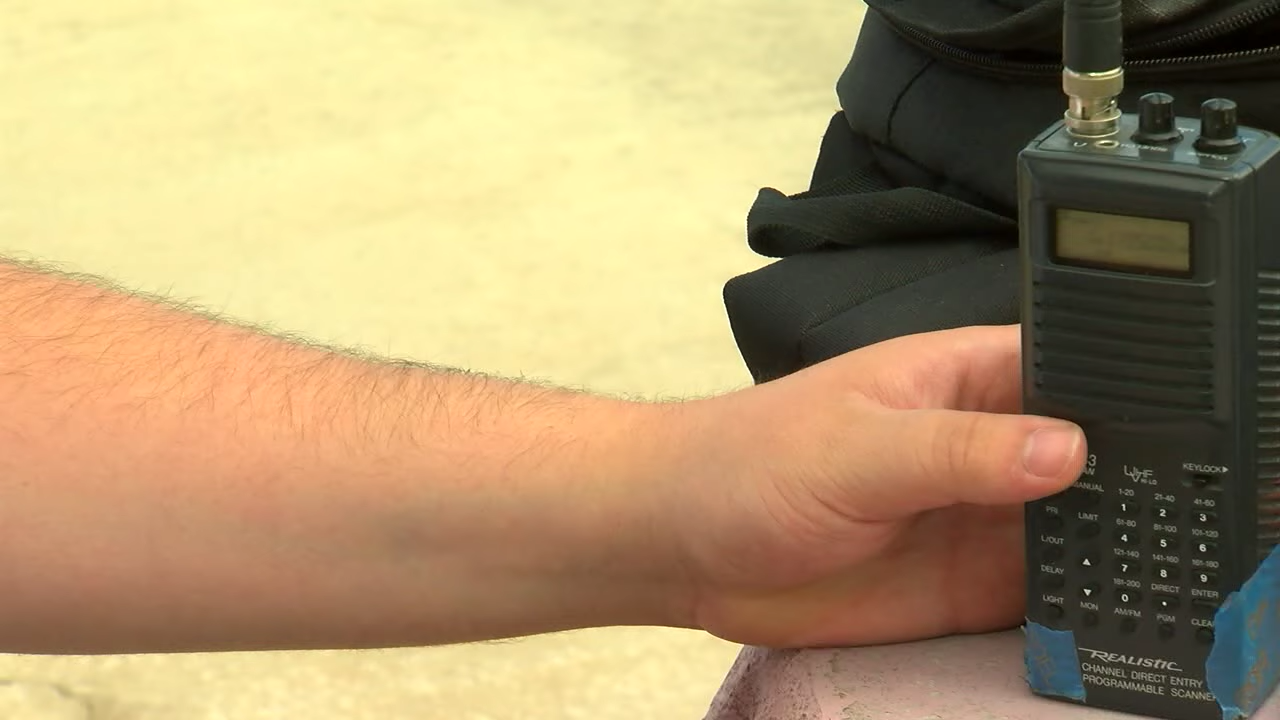 KEYLOCK▶
MANUAL
1-20 21-40 41-60
PRI LIMIT 1 2 3
61-80 81-100 101-120
L/OUT 4 5 6
121-140 141-160 161-180
DELAY ▲ 7 8 9
181-200 DIRECT ENTER
LIGHT ▼ 0 •
MON AM/FM PGM CLEAR
REALISTIC
CHANNEL DIRECT ENTRY
PROGRAMMABLE SCANNER